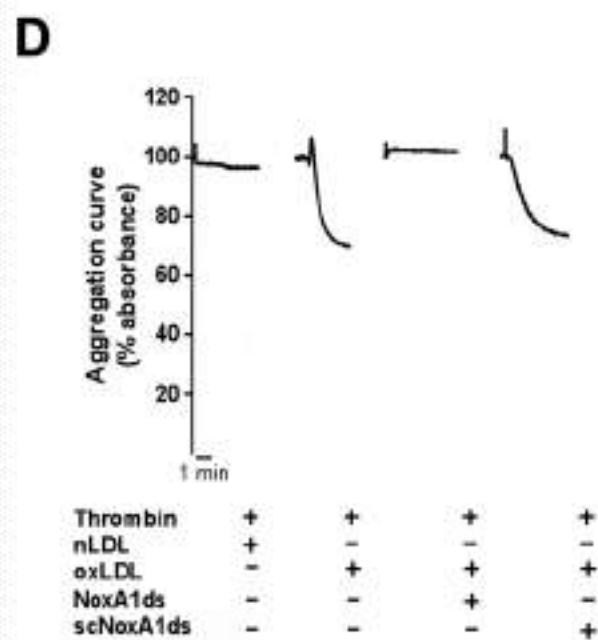 D
Aggregation curve
(% absorbance)
120
100
80
60
40
20
1 min
Thrombin + + + +
nLDL + - - -
oxLDL - + + +
NoxA1ds - - + -
scNoxA1ds - - - +